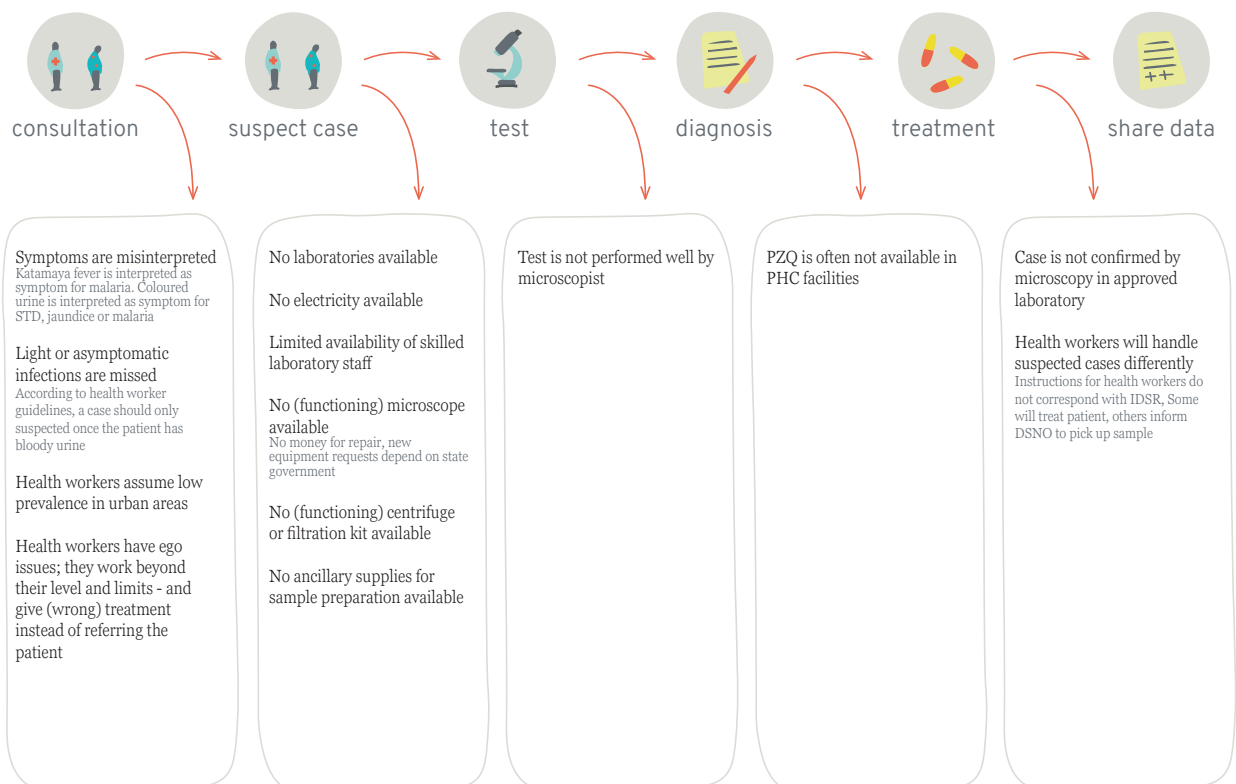 consultation
suspect case
test
diagnosis
treatment
share data
Symptoms are misinterpreted
Katamaya fever is interpreted as
symptom for malaria. Coloured
urine is interpreted as symptom for
STD, jaundice or malaria
Light or asymptomatic
infections are missed
According to health worker
guidelines, a case should only
suspected once the patient has
bloody urine
Health workers assume low
prevalence in urban areas
Health workers have ego
issues; they work beyond
their level and limits - and
give (wrong) treatment
instead of referring the
patient
No laboratories available
No electricity available
Limited availability of skilled
laboratory staff
No (functioning) microscope
available
No money for repair, new
equipment requests depend on state
government
No (functioning) centrifuge
or filtration kit available
No ancillary supplies for
sample preparation available
Test is not performed well by
microscopist
PZQ is often not available in
PHC facilities
Case is not confirmed by
microscopy in approved
laboratory
Health workers will handle
suspected cases differently
Instructions for health workers do
not correspond with IDSR, Some
will treat patient, others inform
DSNO to pick up sample